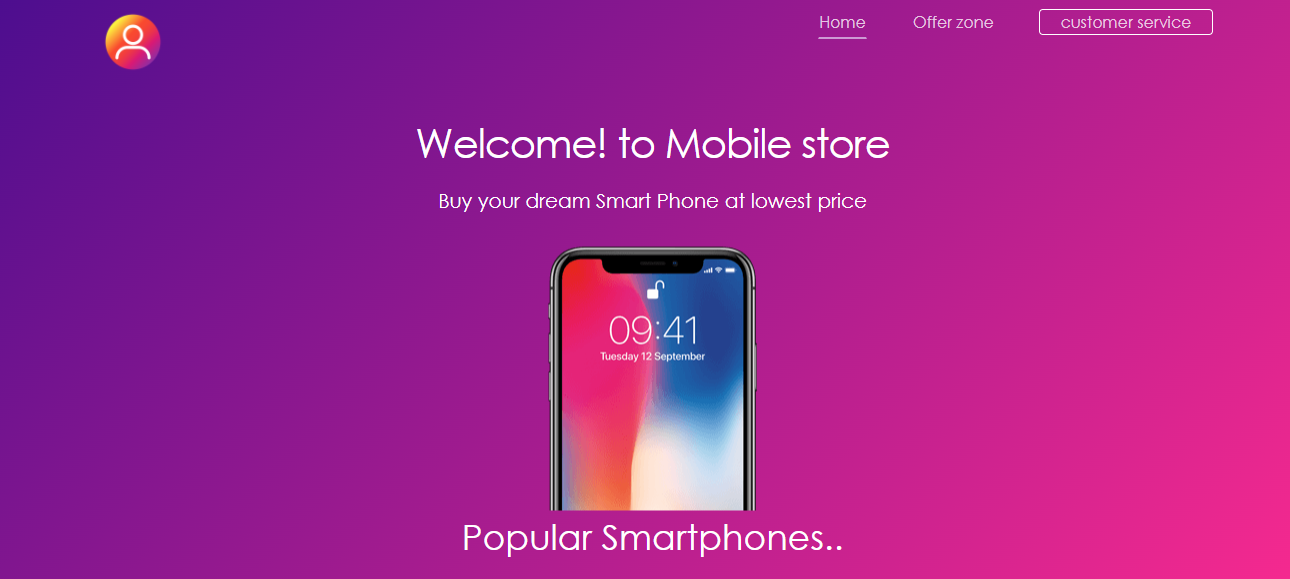 Home Offer zone customer service
Welcome! to Mobile store
Buy your dream Smart Phone at lowest price
09:41
Tuesday 12 September
Popular Smartphones..